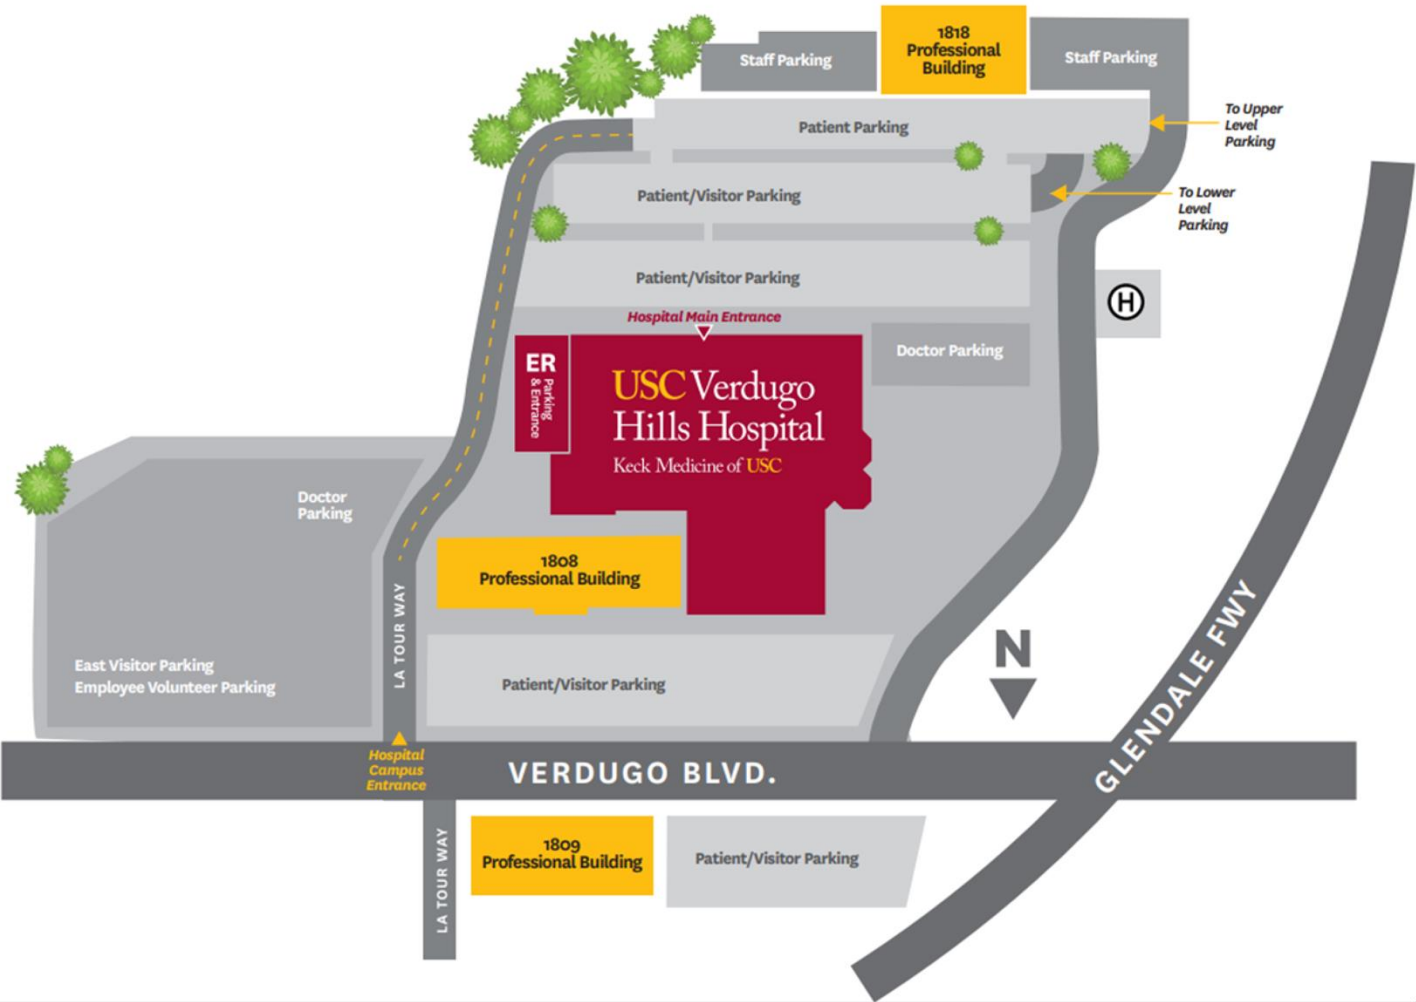 1818
Professional
Building
Staff Parking
Staff Parking
To Upper
Level
Parking
Patient Parking
To Lower
Level
Parking
Patient/Visitor Parking
Patient/Visitor Parking
H
Hospital Main Entrance
Doctor Parking
ER
Parking
& Entrance
USC Verdugo
Hills Hospital
Keck Medicine of USC
Doctor
Parking
1808
Professional Building
LA TOUR WAY
East Visitor Parking
Employee Volunteer Parking
Patient/Visitor Parking
N
GLENDALE FWY
Hospital
Campus
Entrance
VERDUGO BLVD.
LA TOUR WAY
1809
Professional Building
Patient/Visitor Parking